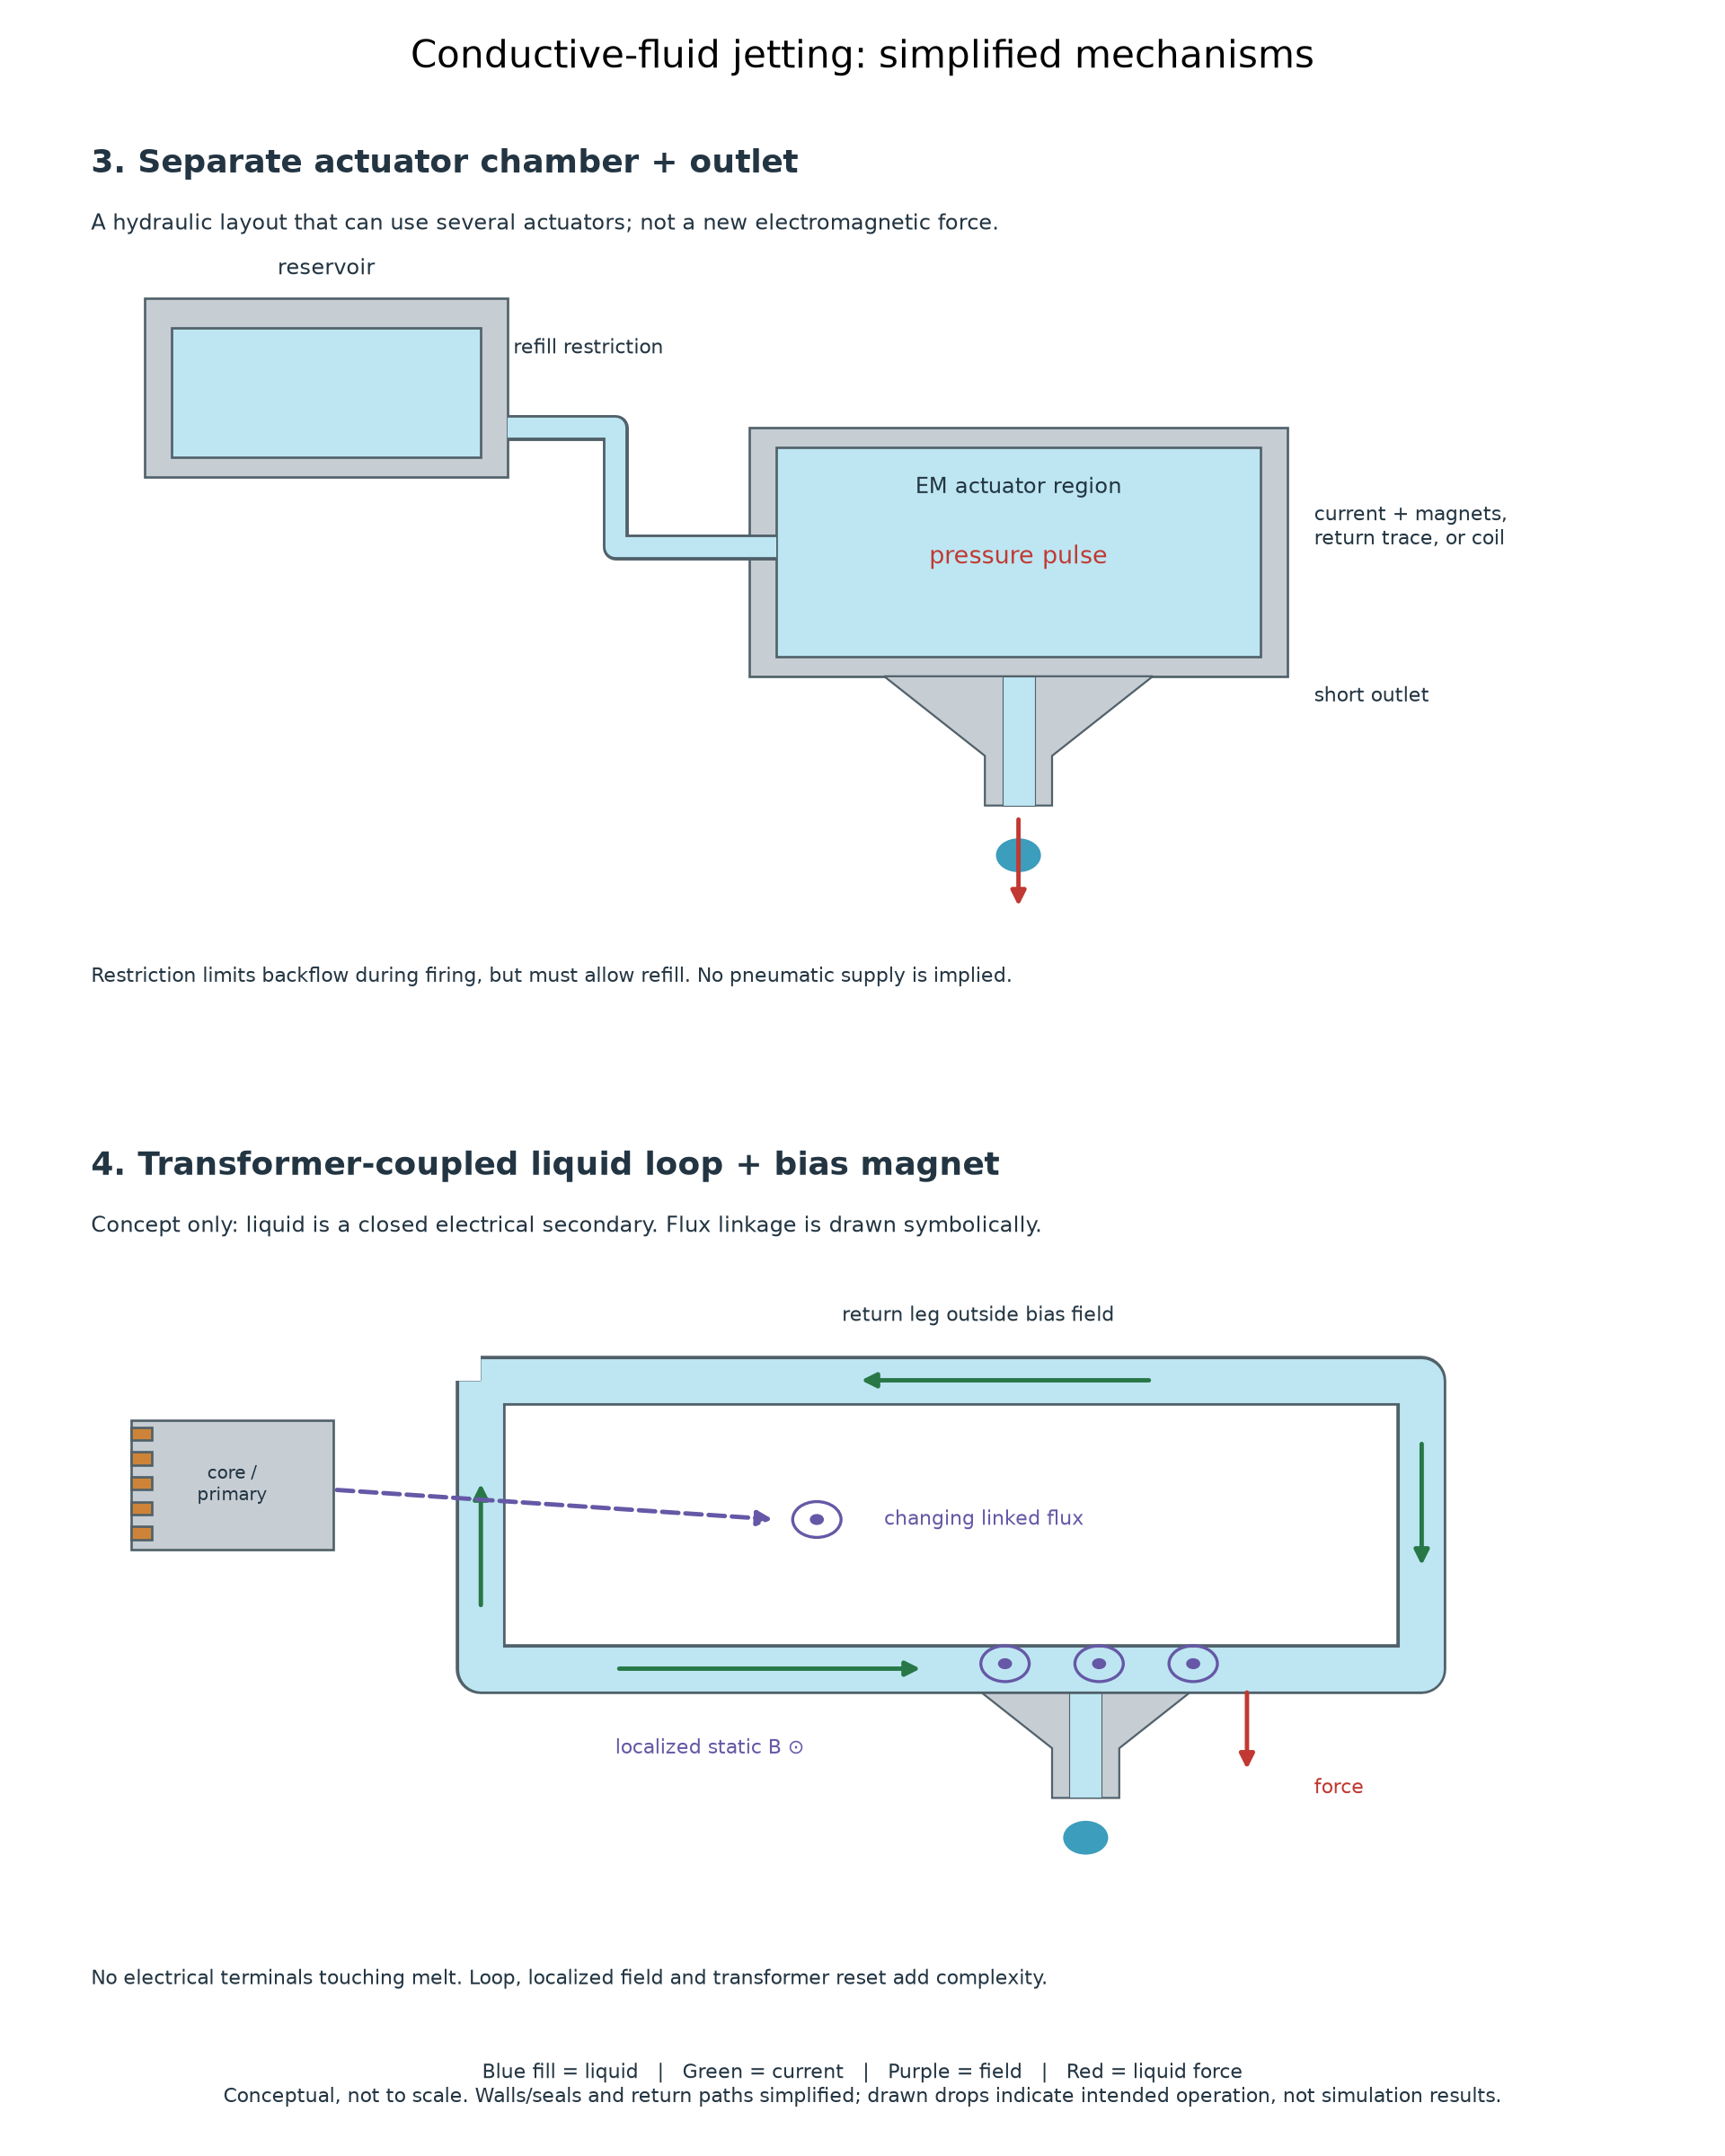 Conductive-fluid jetting: simplified mechanisms
3. Separate actuator chamber + outlet
A hydraulic layout that can use several actuators; not a new electromagnetic force.
reservoir
refill restriction
EM actuator region
pressure pulse
current + magnets,
return trace, or coil
short outlet
Restriction limits backflow during firing, but must allow refill. No pneumatic supply is implied.
4. Transformer-coupled liquid loop + bias magnet
Concept only: liquid is a closed electrical secondary. Flux linkage is drawn symbolically.
return leg outside bias field
core /
primary
changing linked flux
localized static B ⊙
force
No electrical terminals touching melt. Loop, localized field and transformer reset add complexity.
Blue fill = liquid | Green = current | Purple = field | Red = liquid force
Conceptual, not to scale. Walls/seals and return paths simplified; drawn drops indicate intended operation, not simulation results.